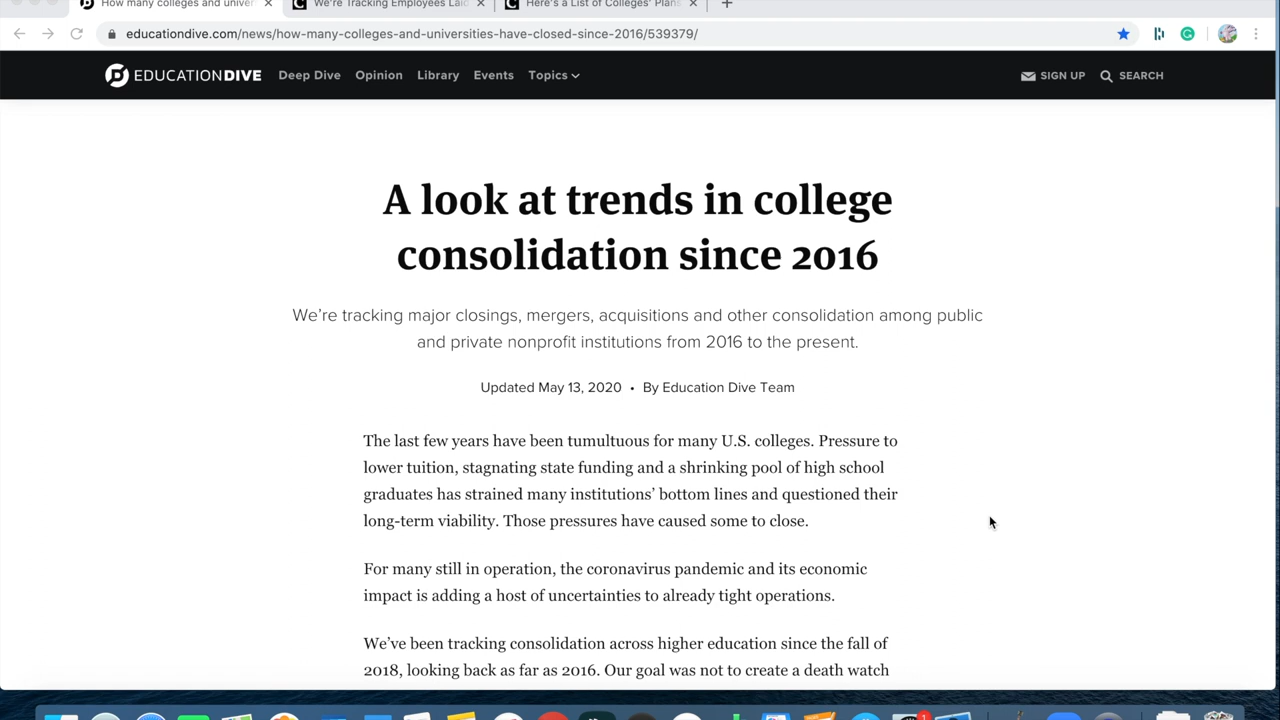 How many colleges and univer
We're Tracking Employees Laid
Here's a List of Colleges' Plans
educationdive.com/news/how-many-colleges-and-universities-have-closed-since-2016/539379/
EDUCATIONDIVE Deep Dive Opinion Library Events Topics SIGN UP SEARCH
A look at trends in college
consolidation since 2016
We're tracking major closings, mergers, acquisitions and other consolidation among public
and private nonprofit institutions from 2016 to the present.
Updated May 13, 2020 • By Education Dive Team
The last few years have been tumultuous for many U.S. colleges. Pressure to
lower tuition, stagnating state funding and a shrinking pool of high school
graduates has strained many institutions' bottom lines and questioned their
long-term viability. Those pressures have caused some to close.
For many still in operation, the coronavirus pandemic and its economic
impact is adding a host of uncertainties to already tight operations.
We've been tracking consolidation across higher education since the fall of
2018, looking back as far as 2016. Our goal was not to create a death watch